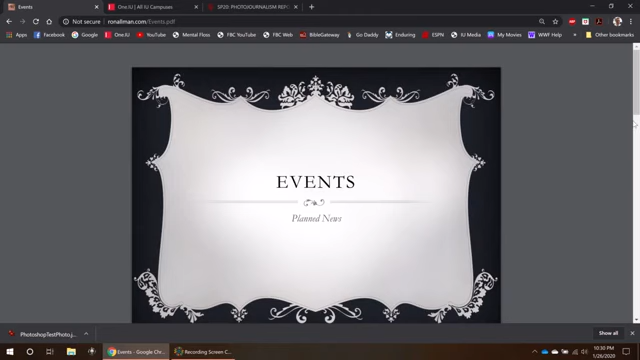 Events
One.IU | All IU Campuses
SP20: PHOTOJOURNALISM REPO
Not secure | ronallman.com/Events.pdf
Apps
Facebook
Google
One.IU
YouTube
Mental Floss
FBC YouTube
FBC Web
BibleGateway
Go Daddy
Enduring
ESPN
IU Media
My Movies
WWF Help
»
Other bookmarks
EVENTS
Planned News
PhotoshopTestPhoto.j...
Show all
Events - Google Chr...
Recording Screen C...
10:30 PM
1/26/2020